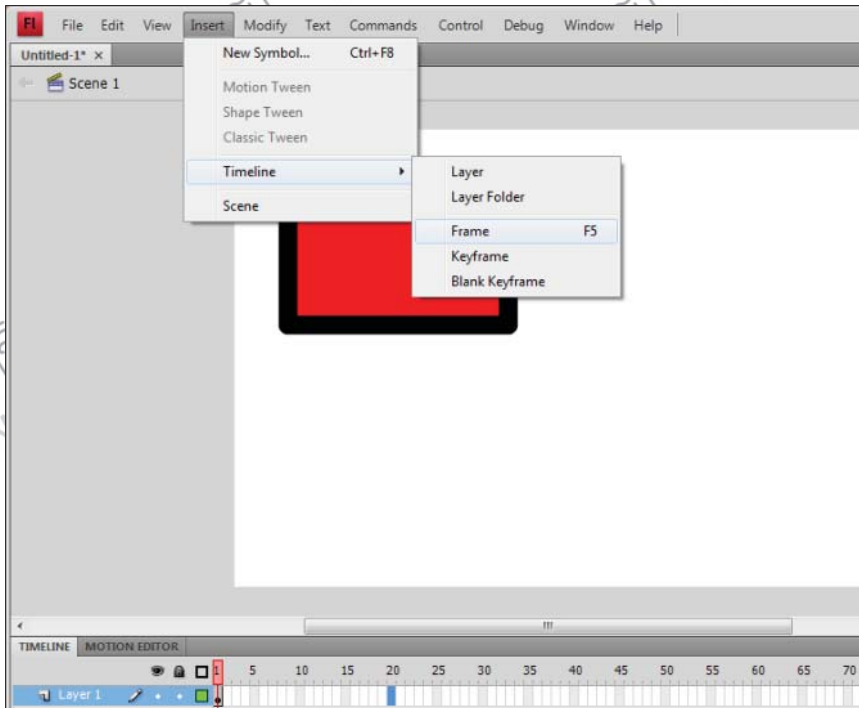 Fl File Edit View Insert Modify Text Commands Control Debug Window Help
Untitled-1* ×
Scene 1
New Symbol... Ctrl+F8
Motion Tween
Shape Tween
Classic Tween
Timeline
Scene
Layer
Layer Folder
Frame F5
Keyframe
Blank Keyframe
TIMELINE MOTION EDITOR
1 5 10 15 20 25 30 35 40 45 50 55 60 65 70
Layer 1